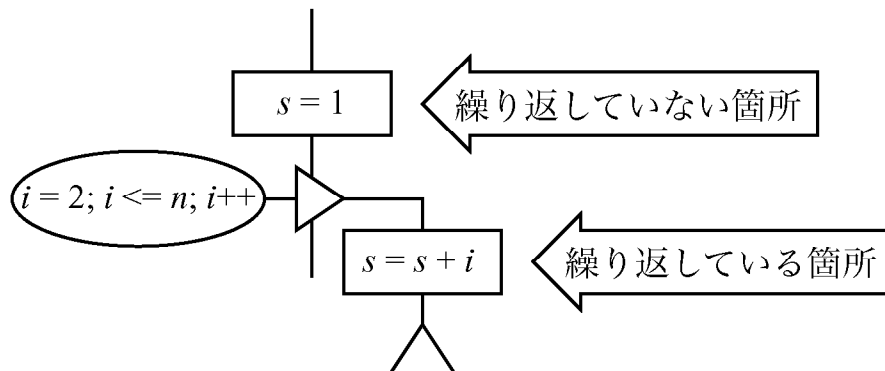 s = 1
繰り返していない箇所
i = 2; i <= n; i++
s = s + i
繰り返している箇所